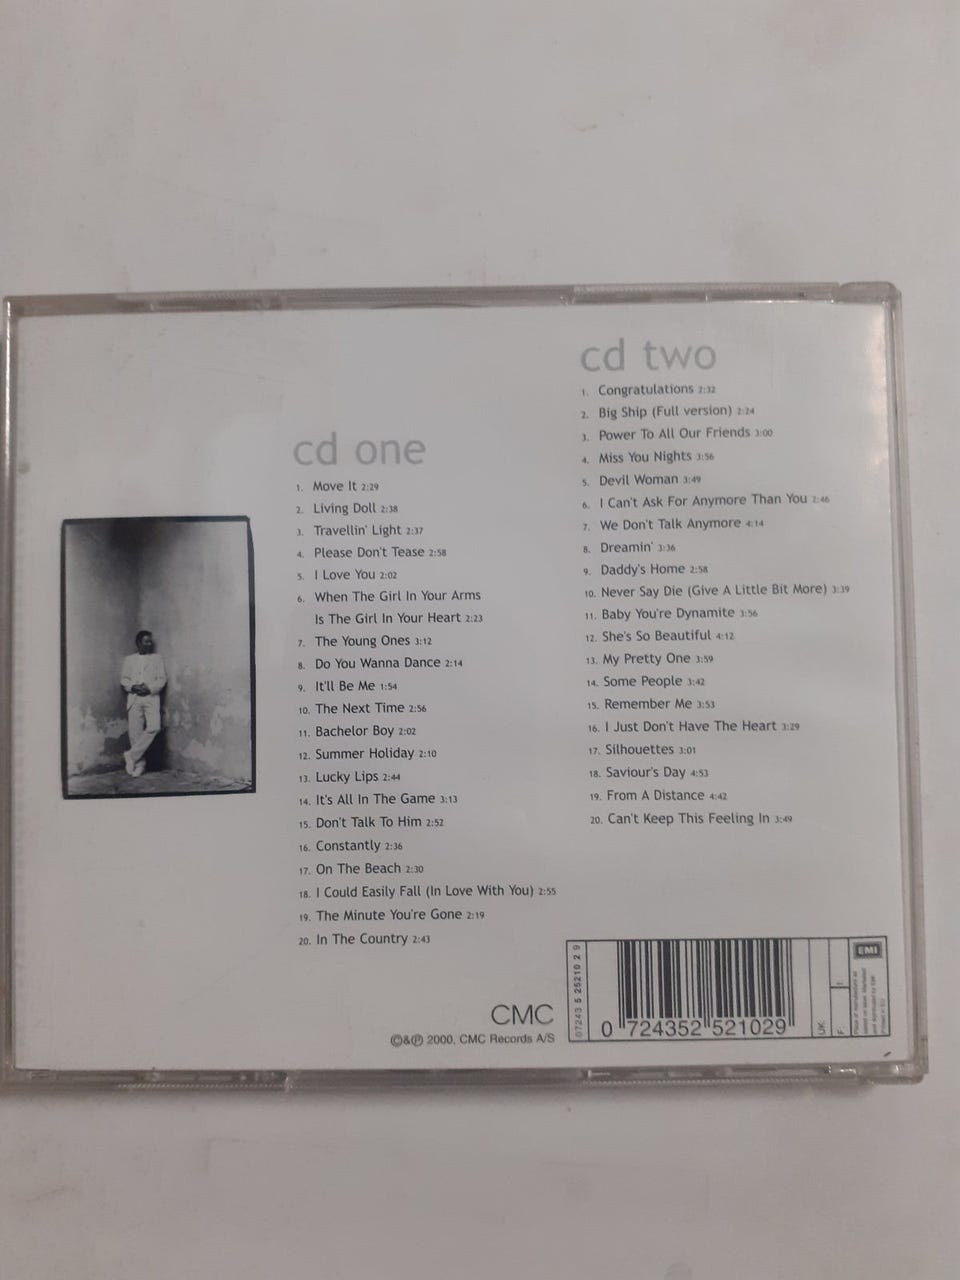 cd one
1. Move It 2:29
2. Living Doll 2:38
3. Travellin' Light 2:37
4. Please Don't Tease 2:58
5. I Love You 2:02
6. When The Girl In Your Arms
Is The Girl In Your Heart 2:23
7. The Young Ones 3:12
8. Do You Wanna Dance 2:14
9. It'll Be Me 1:54
10. The Next Time 2:56
11. Bachelor Boy 2:02
12. Summer Holiday 2:10
13. Lucky Lips 2:44
14. It's All In The Game 3:13
15. Don't Talk To Him 2:52
16. Constantly 2:36
17. On The Beach 2:30
18. I Could Easily Fall (In Love With You) 2:55
19. The Minute You're Gone 2:19
20. In The Country 2:43
cd two
1. Congratulations 2:32
2. Big Ship (Full version) 2:24
3. Power To All Our Friends 3:00
4. Miss You Nights 3:56
5. Devil Woman 3:49
6. I Can't Ask For Anymore Than You 2:46
7. We Don't Talk Anymore 4:14
8. Dreamin' 3:36
9. Daddy's Home 2:58
10. Never Say Die (Give A Little Bit More) 3:39
11. Baby You're Dynamite 3:56
12. She's So Beautiful 4:12
13. My Pretty One 3:59
14. Some People 3:42
15. Remember Me 3:53
16. I Just Don't Have The Heart 3:29
17. Silhouettes 3:01
18. Saviour's Day 4:53
19. From A Distance 4:42
20. Can't Keep This Feeling In 3:49
CMC
©&℗ 2000, CMC Records A/S
07243 5 25210 2 9
0 724352 521029
UK:
F:
EMI